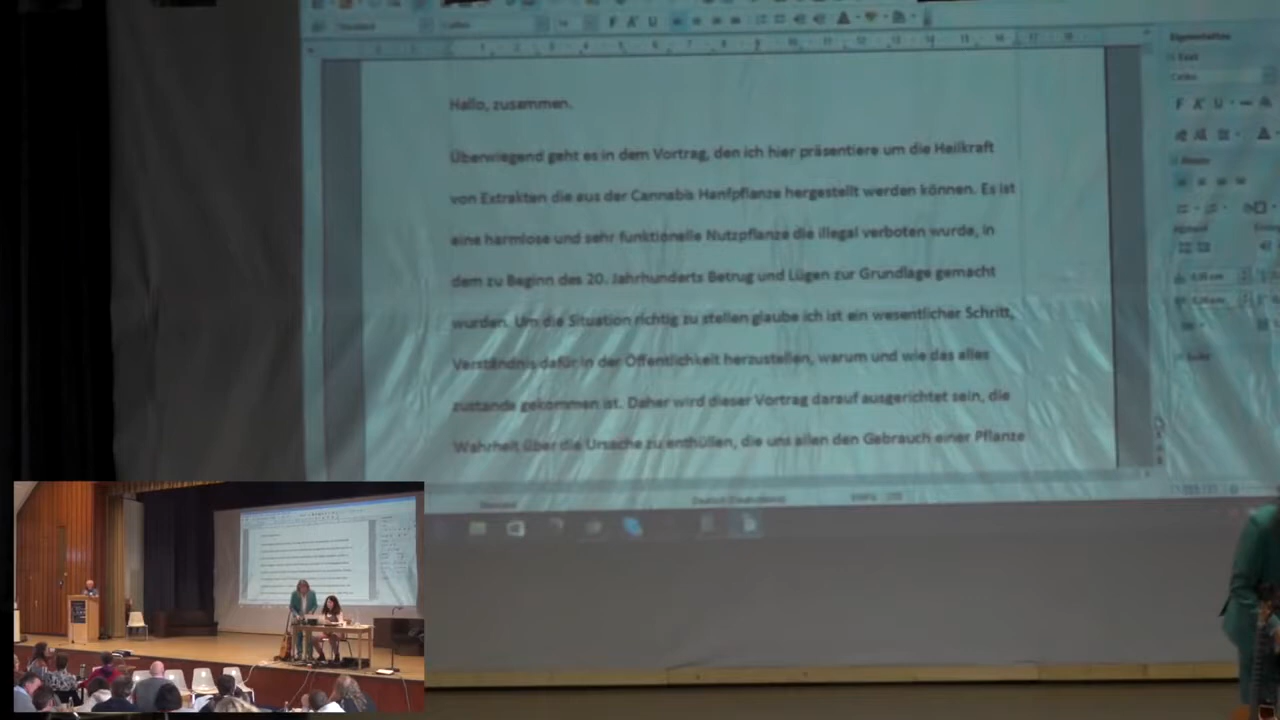 Hallo, zusammen.
Überwiegend geht es in dem Vortrag, den ich hier präsentiere um die Heilkraft
von Extrakten die aus der Cannabis Hanfpflanze hergestellt werden können. Es ist
eine harmlose und sehr funktionelle Nutzpflanze die illegal verboten wurde, in
dem zu Beginn des 20. Jahrhunderts Betrug und Lügen zur Grundlage gemacht
wurden. Um die Situation richtig zu stellen glaube ich ist ein wesentlicher Schritt,
Verständnis dafür in der Öffentlichkeit herzustellen, warum und wie das alles
zustande gekommen ist. Daher wird dieser Vortrag darauf ausgerichtet sein, die
Wahrheit über die Ursache zu enthüllen, die uns allen den Gebrauch einer Pflanze